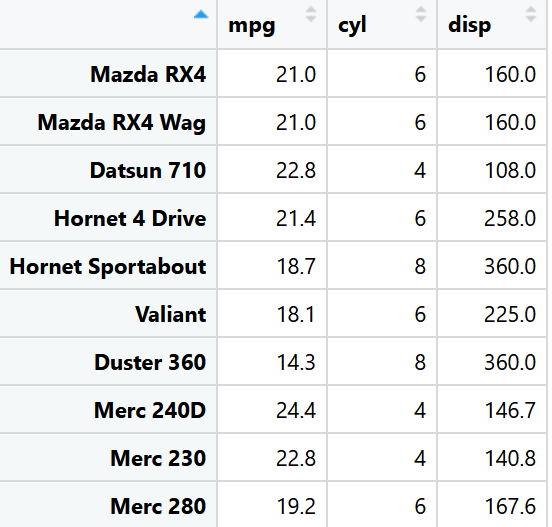 mpg cyl disp
Mazda RX4 21.0 6 160.0
Mazda RX4 Wag 21.0 6 160.0
Datsun 710 22.8 4 108.0
Hornet 4 Drive 21.4 6 258.0
Hornet Sportabout 18.7 8 360.0
Valiant 18.1 6 225.0
Duster 360 14.3 8 360.0
Merc 240D 24.4 4 146.7
Merc 230 22.8 4 140.8
Merc 280 19.2 6 167.6